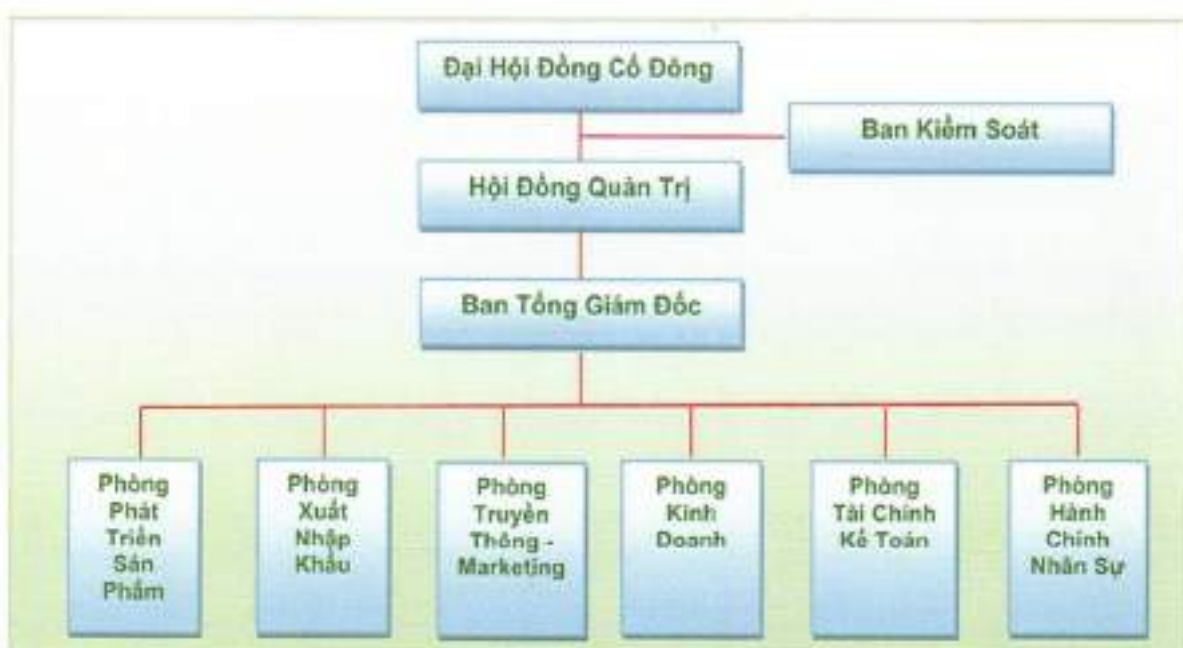 Đại Hội Đồng Cổ Đông
Ban Kiểm Soát
Hội Đồng Quản Trị
Ban Tổng Giám Đốc
Phòng
Phát
Triển
Sản
Phẩm
Phòng
Xuất
Nhập
Khẩu
Phòng
Truyền
Thông -
Marketing
Phòng
Kinh
Doanh
Phòng
Tài Chính
Kế Toán
Phòng
Hành
Chính
Nhân Sự